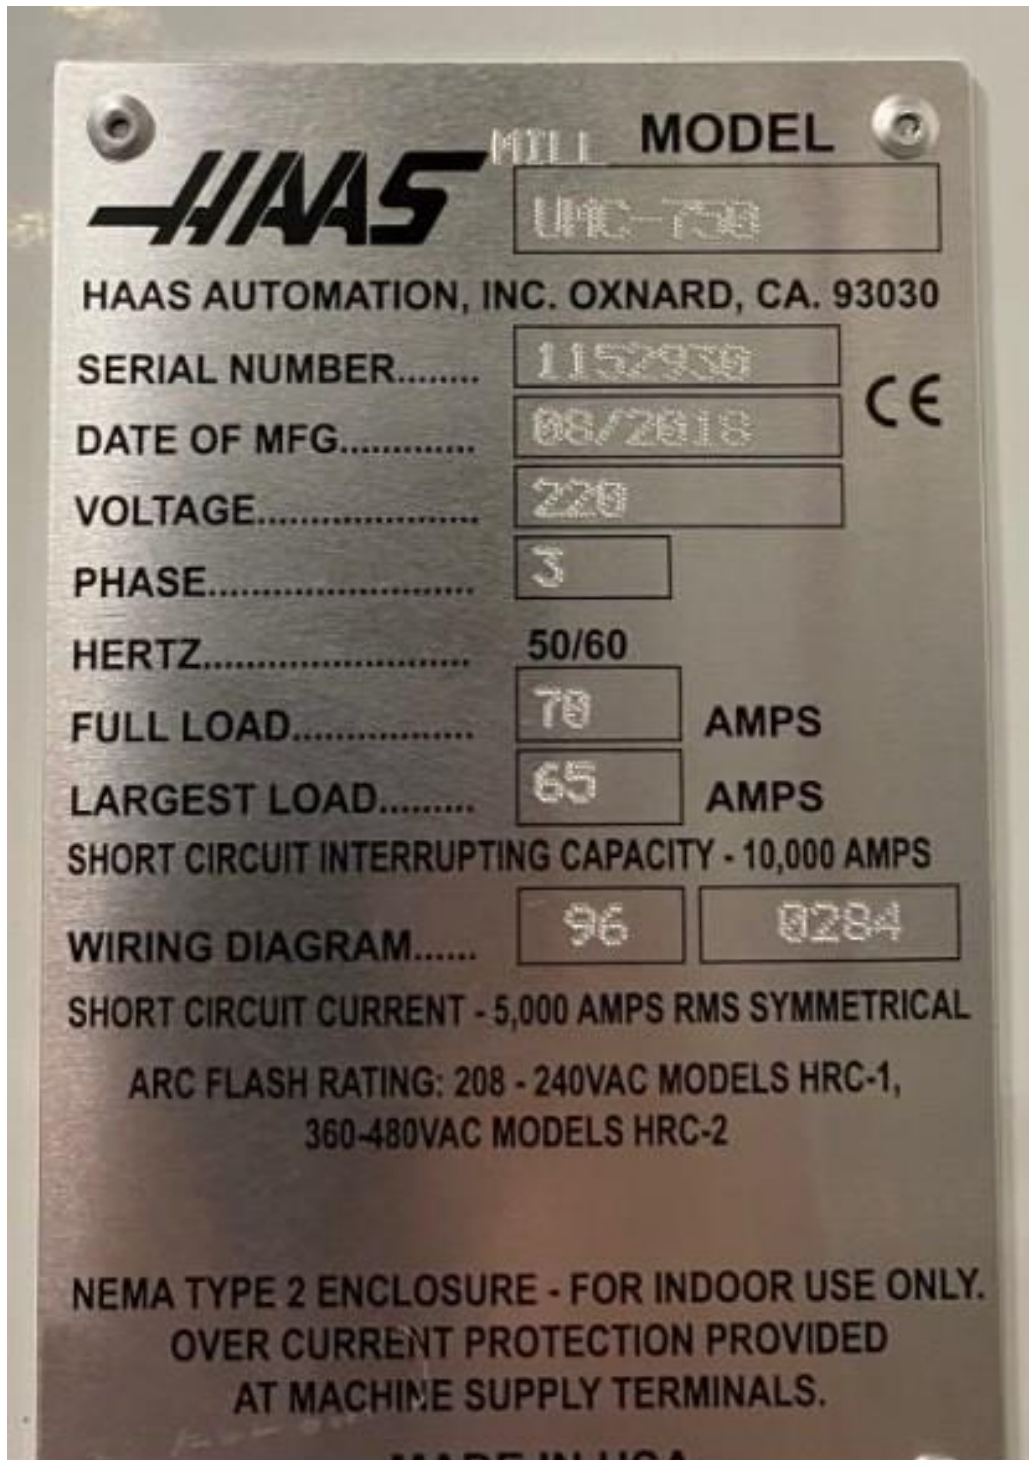 MILL MODEL
HAAS UMC-750
HAAS AUTOMATION, INC. OXNARD, CA. 93030
SERIAL NUMBER........ 1152930
CE
DATE OF MFG............. 08/2018
VOLTAGE..................... 220
PHASE......................... 3
HERTZ......................... 50/60
FULL LOAD................. 70 AMPS
LARGEST LOAD......... 65 AMPS
SHORT CIRCUIT INTERRUPTING CAPACITY - 10,000 AMPS
WIRING DIAGRAM...... 96 0284
SHORT CIRCUIT CURRENT - 5,000 AMPS RMS SYMMETRICAL
ARC FLASH RATING: 208 - 240VAC MODELS HRC-1,
360-480VAC MODELS HRC-2
NEMA TYPE 2 ENCLOSURE - FOR INDOOR USE ONLY.
OVER CURRENT PROTECTION PROVIDED
AT MACHINE SUPPLY TERMINALS.
MADE IN USA